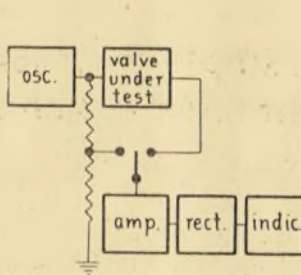 osc.
valve
under
test
amp.
rect.
indic.